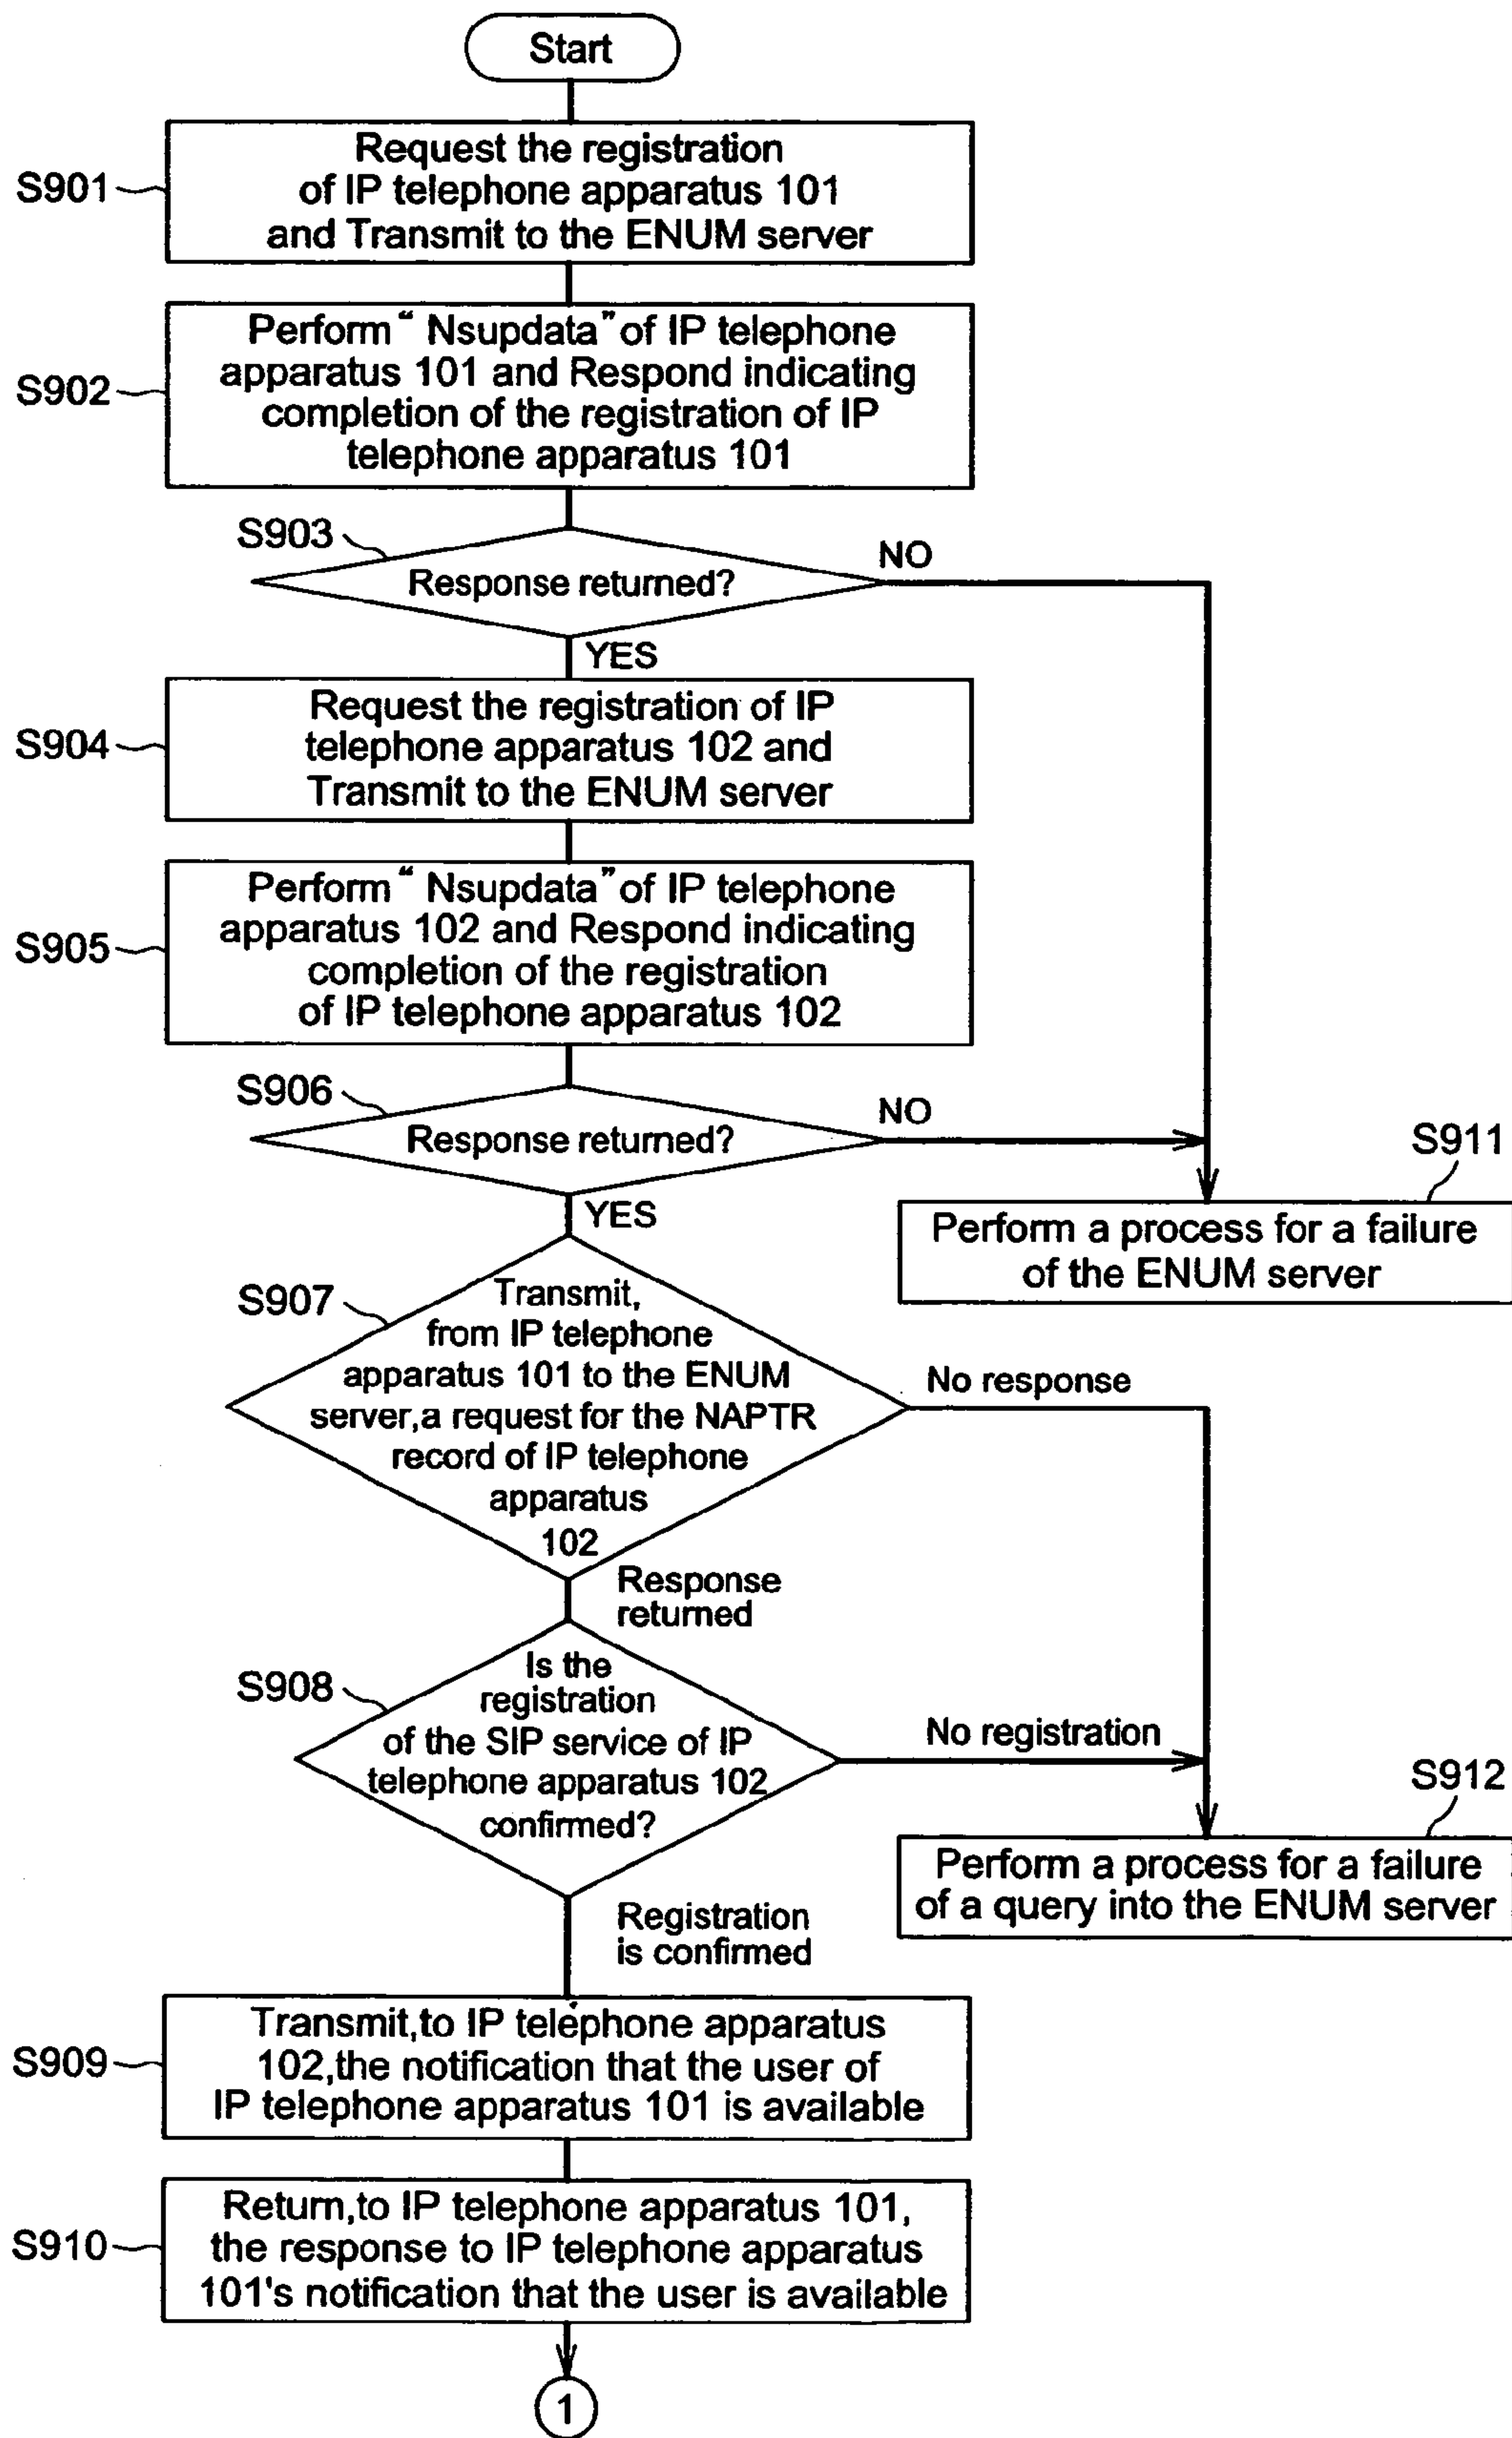 Start
S901
Request the registration
of IP telephone apparatus 101
and Transmit to the ENUM server
S902
Perform “ Nsupdata” of IP telephone
apparatus 101 and Respond indicating
completion of the registration of IP
telephone apparatus 101
S903
Response returned?
NO
YES
S904
Request the registration of IP
telephone apparatus 102 and
Transmit to the ENUM server
S905
Perform “ Nsupdata” of IP telephone
apparatus 102 and Respond indicating
completion of the registration
of IP telephone apparatus 102
S906
Response returned?
NO
YES
S911
Perform a process for a failure
of the ENUM server
S907
Transmit,
from IP telephone
apparatus 101 to the ENUM
server,a request for the NAPTR
record of IP telephone
apparatus
102
No response
Response
returned
S908
Is the
registration
of the SIP service of IP
telephone apparatus 102
confirmed?
No registration
S912
Perform a process for a failure
of a query into the ENUM server
Registration
is confirmed
S909
Transmit,to IP telephone apparatus
102,the notification that the user of
IP telephone apparatus 101 is available
S910
Return,to IP telephone apparatus 101,
the response to IP telephone apparatus
101's notification that the user is available
1